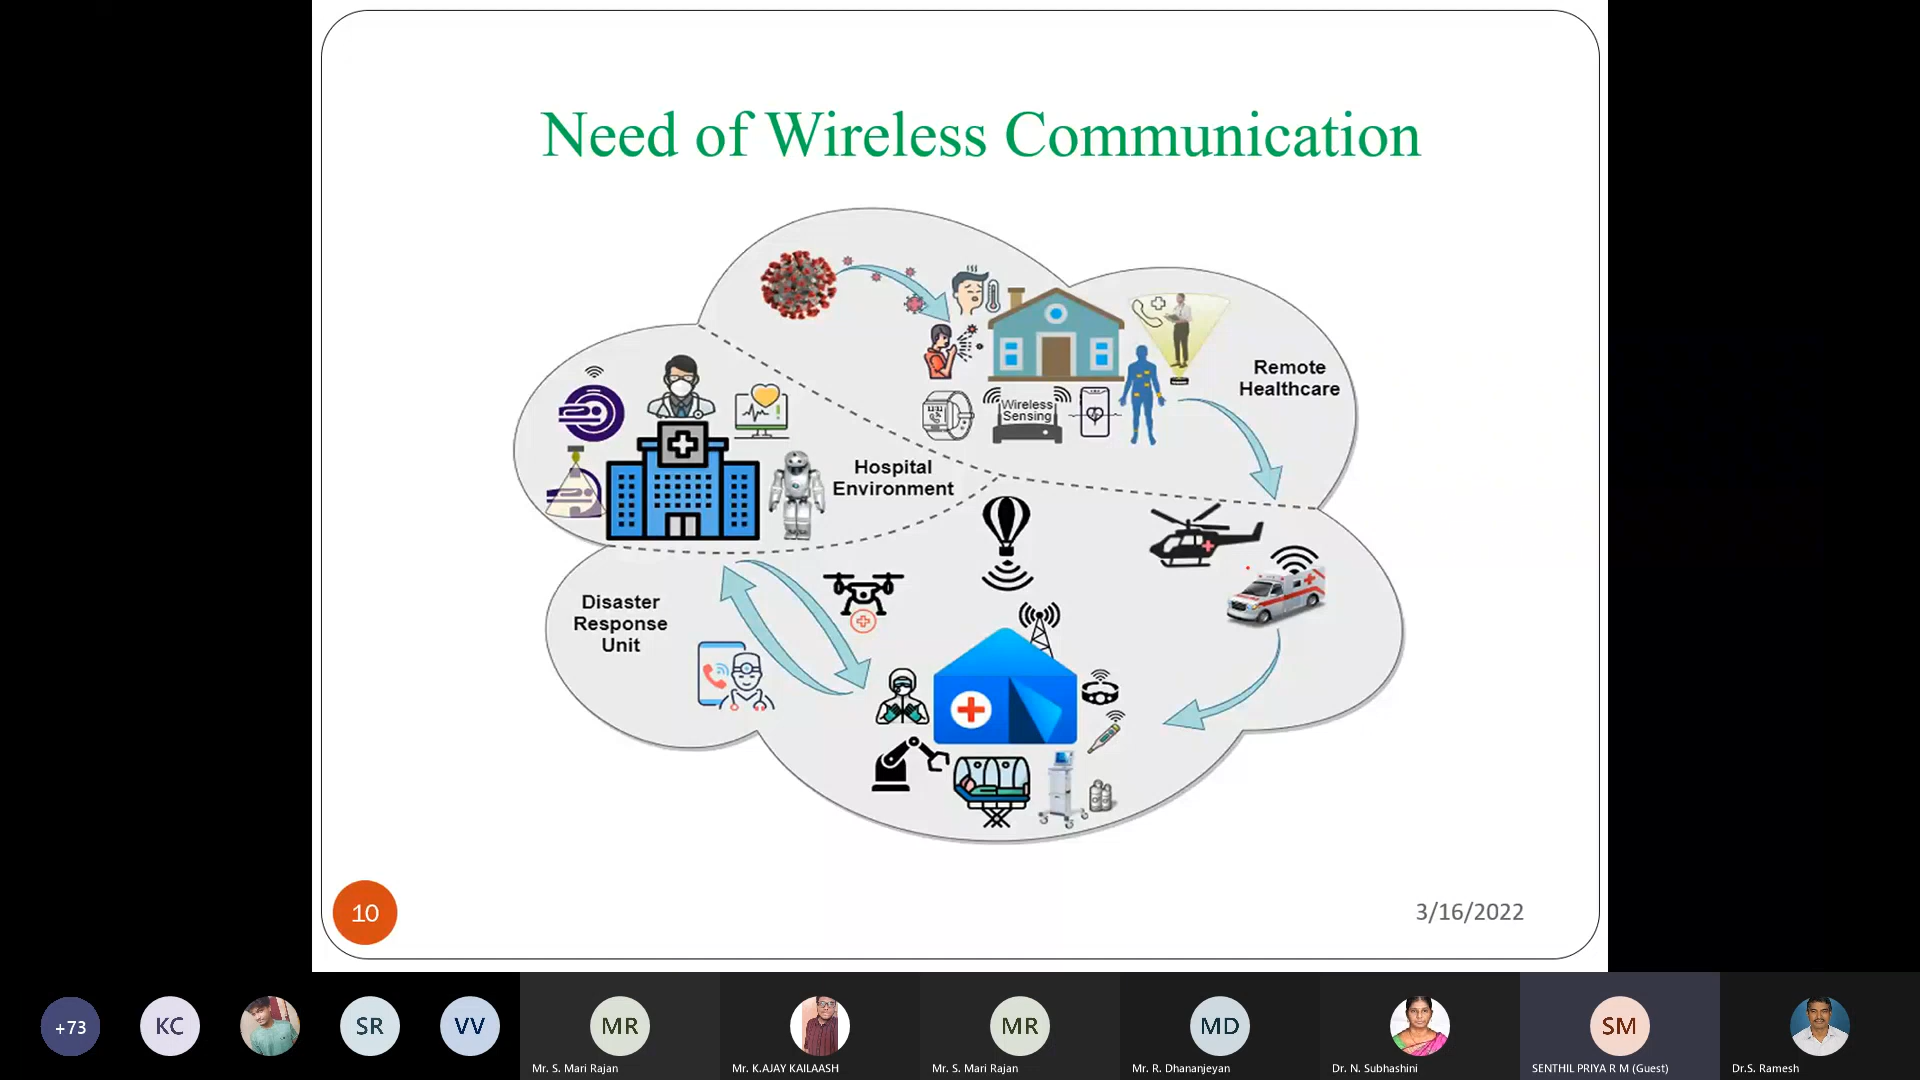 Need of Wireless Communication
Remote
Healthcare
Wireless
Sensing
Hospital
Environment
Disaster
Response
Unit
10
3/16/2022
+73
KC
SR
VV
MR
Mr. S. Mari Rajan
Mr. K.AJAY KAILAASH
MR
Mr. S. Mari Rajan
MD
Mr. R. Dhananjeyan
Dr. N. Subhashini
SM
SENTHIL PRIYA R M (Guest)
Dr.S. Ramesh